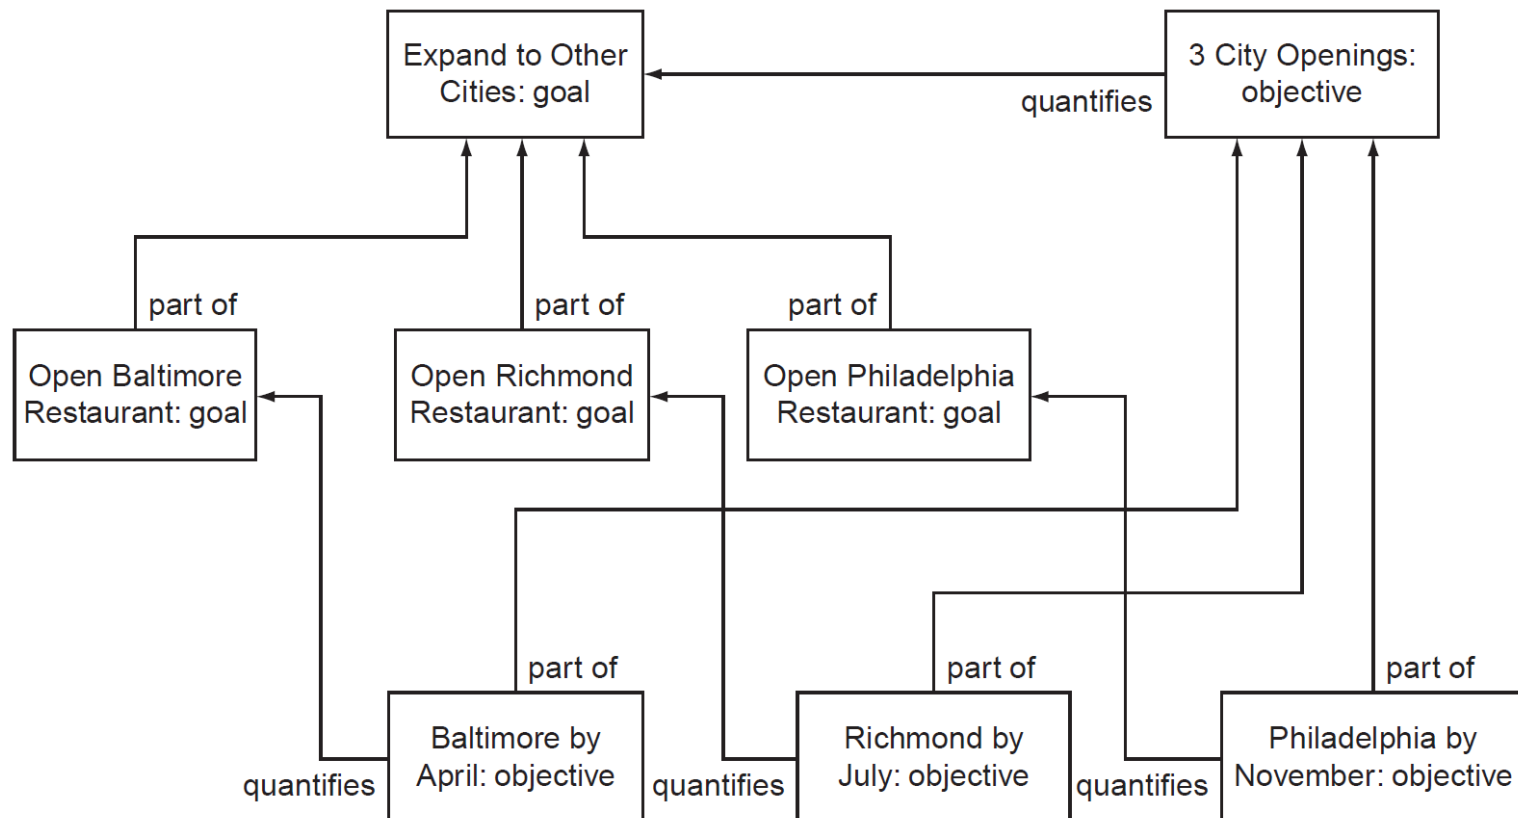 Expand to Other
Cities: goal
3 City Openings:
objective
quantifies
part of
part of
part of
Open Baltimore
Restaurant: goal
Open Richmond
Restaurant: goal
Open Philadelphia
Restaurant: goal
part of
part of
part of
Baltimore by
April: objective
Richmond by
July: objective
Philadelphia by
November: objective
quantifies
quantifies
quantifies